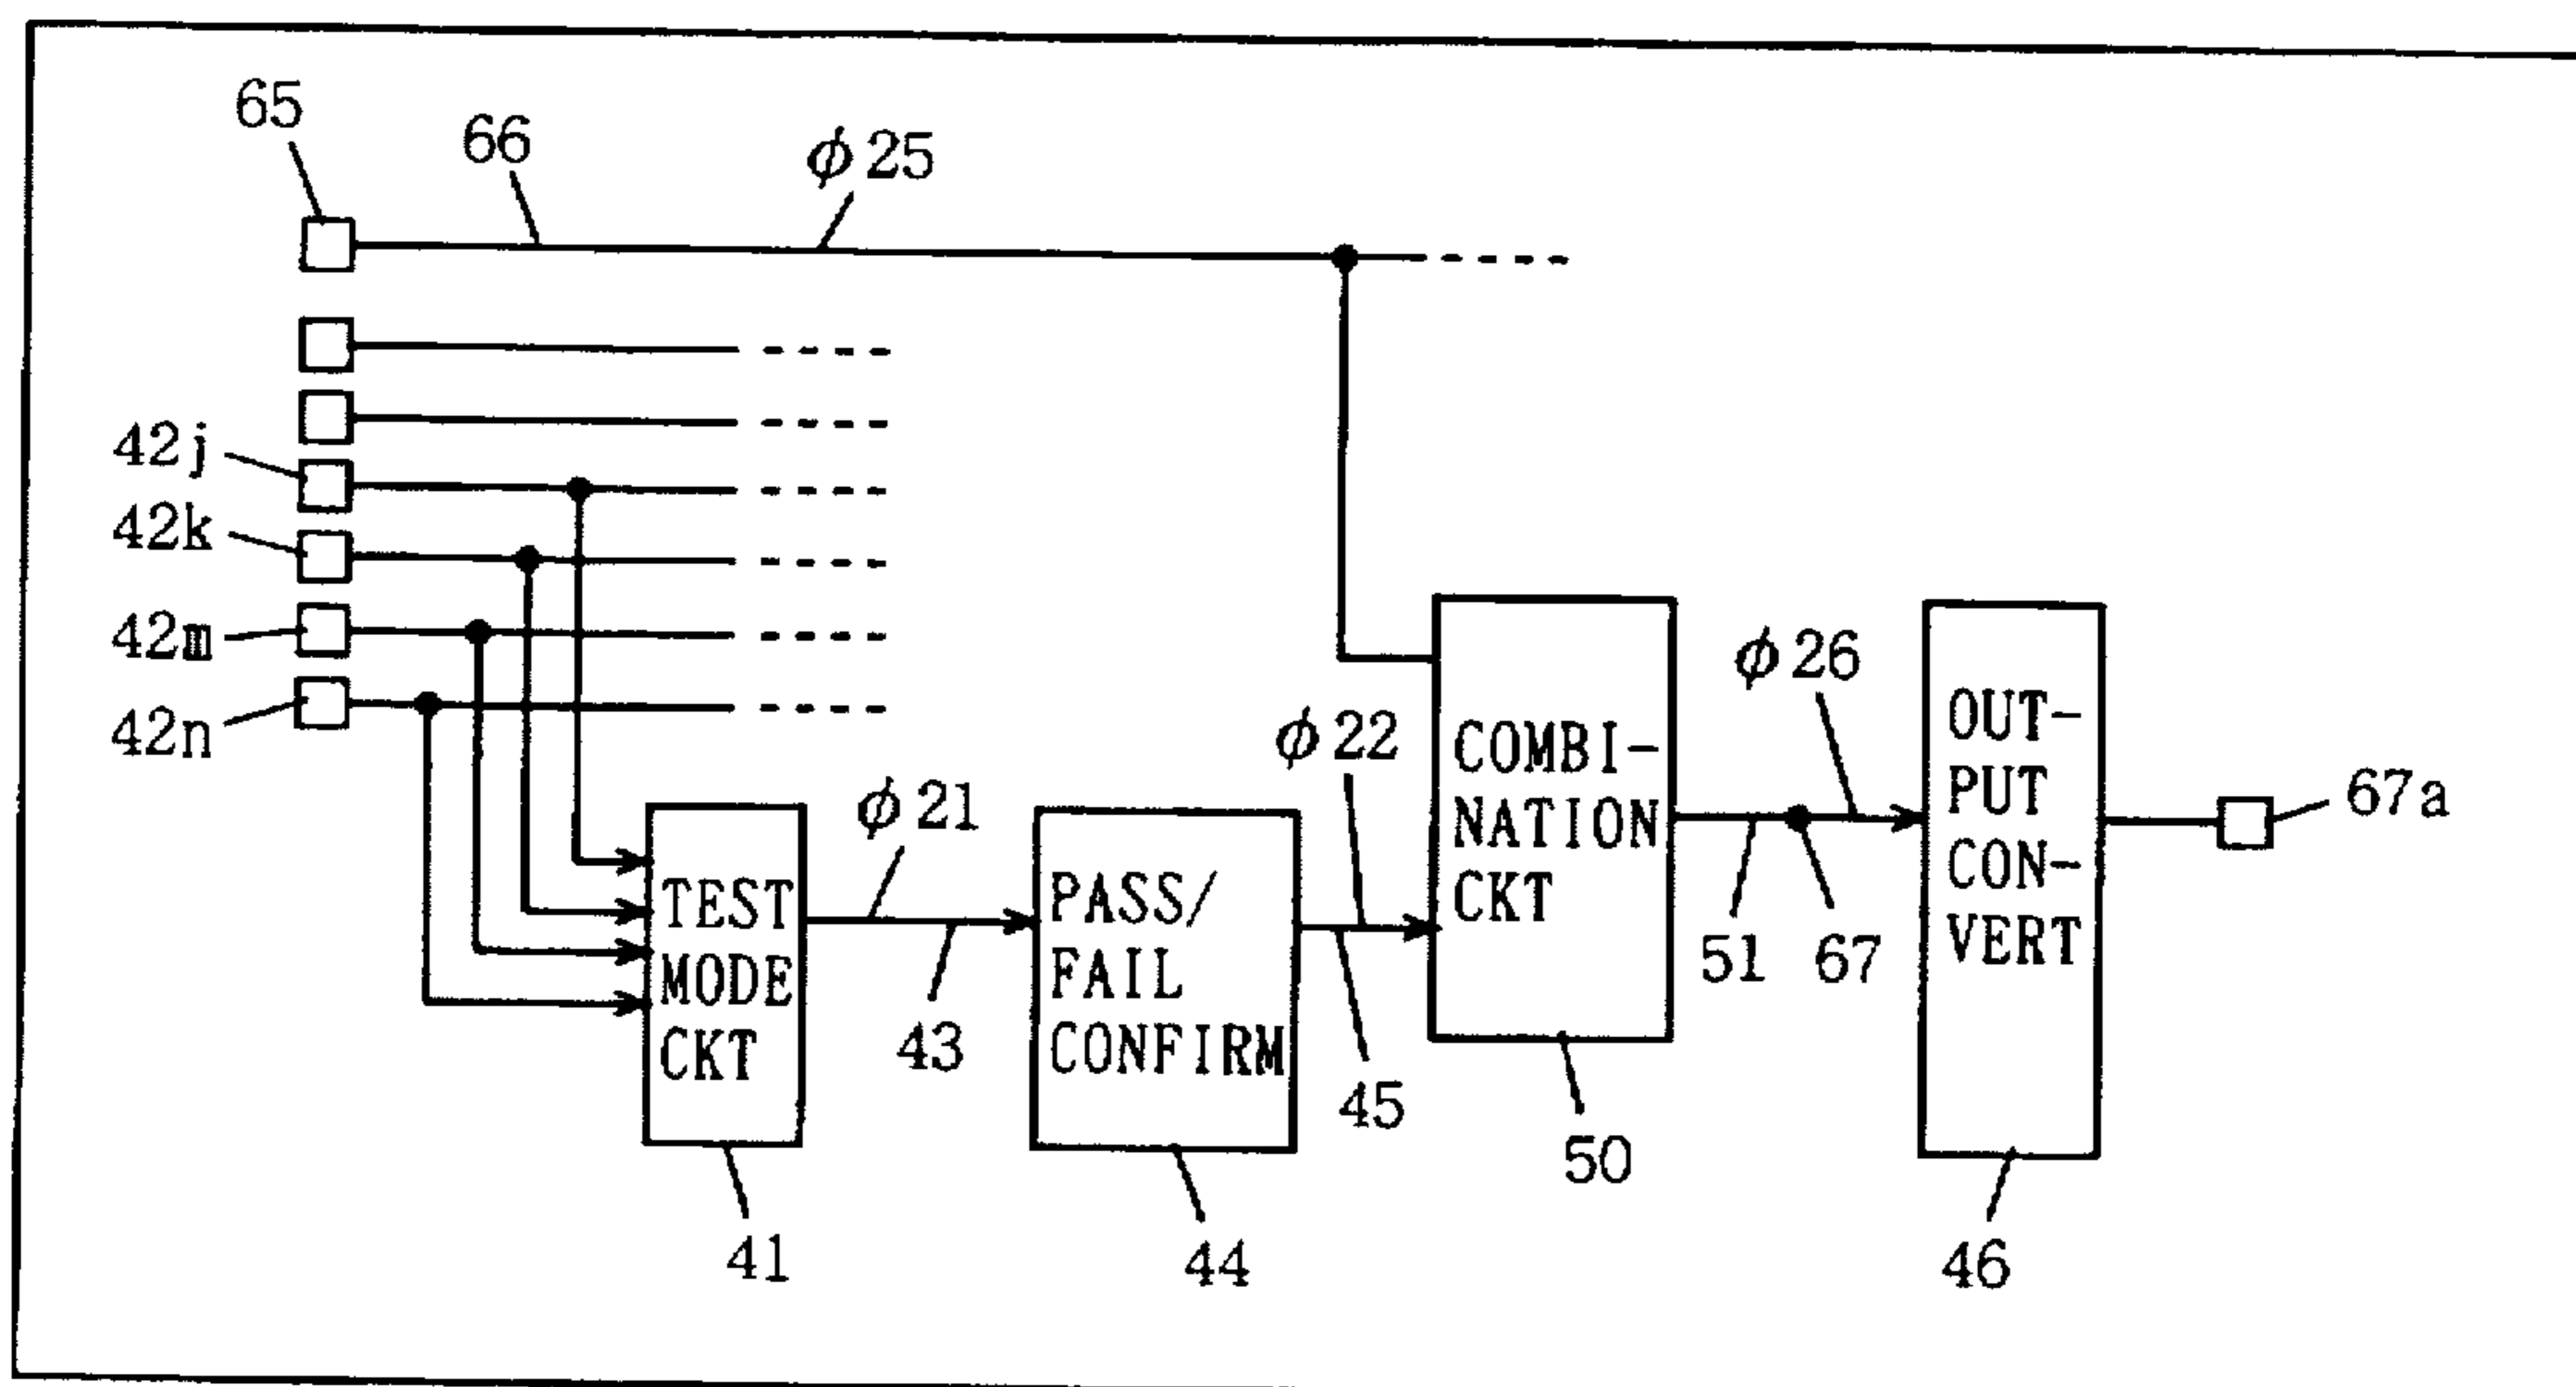 65
66
φ25
42j
42k
42m
42n
φ21
43
TEST
MODE
CKT
41
PASS/
FAIL
CONFIRM
44
φ22
45
COMBI-
NATION
CKT
50
φ26
51
67
OUT-
PUT
CON-
VERT
46
67a